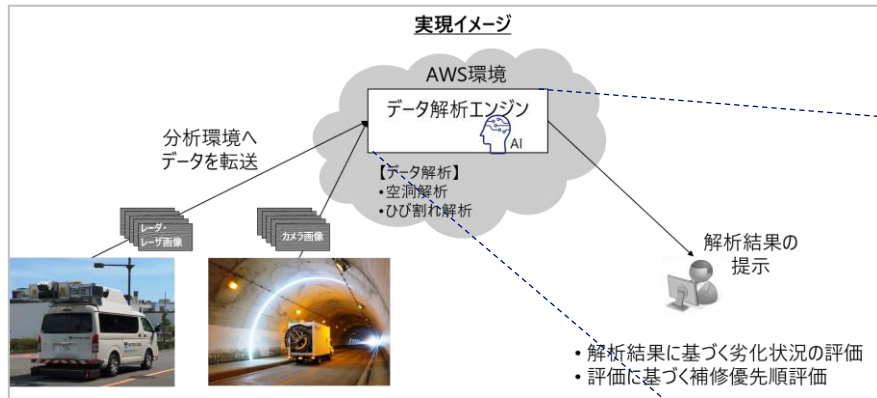 実現イメージ
AWS環境
データ解析エンジン
AI
分析環境へ
データを転送
【データ解析】
•空洞解析
•ひび割れ解析
レーダ・
レーザ画像
カメラ画像
解析結果の
提示
• 解析結果に基づく劣化状況の評価
• 評価に基づく補修優先順評価